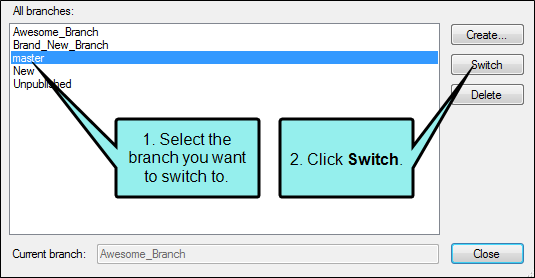 All branches:
Awesome_Branch
Brand_New_Branch
master
New
Unpublished
Create...
Switch
Delete
1. Select the
branch you want
to switch to.
2. Click Switch.
Current branch:
Awesome_Branch
Close